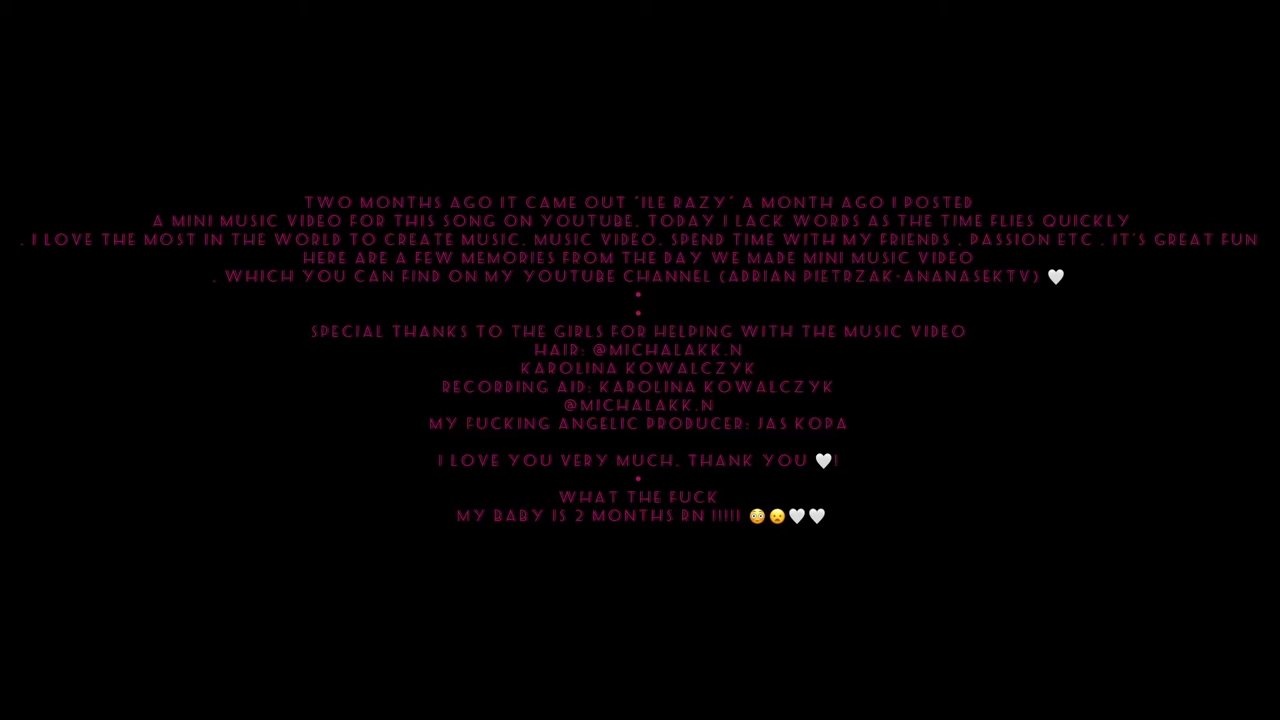 TWO MONTHS AGO IT CAME OUT "ILE RAZY" A MONTH AGO I POSTED
A MINI MUSIC VIDEO FOR THIS SONG ON YOUTUBE, TODAY I LACK WORDS AS THE TIME FLIES QUICKLY
. I LOVE THE MOST IN THE WORLD TO CREATE MUSIC, MUSIC VIDEO, SPEND TIME WITH MY FRIENDS , PASSION ETC , IT'S GREAT FUN
HERE ARE A FEW MEMORIES FROM THE DAY WE MADE MINI MUSIC VIDEO
. WHICH YOU CAN FIND ON MY YOUTUBE CHANNEL (ADRIAN PIETRZAK-ANANASEKTV) 🤍
•
•
SPECIAL THANKS TO THE GIRLS FOR HELPING WITH THE MUSIC VIDEO
HAIR: @MICHALAKK.N
KAROLINA KOWALCZYK
RECORDING AID: KAROLINA KOWALCZYK
@MICHALAKK.N
MY FUCKING ANGELIC PRODUCER: JAS KOPA
I LOVE YOU VERY MUCH, THANK YOU 🤍!
•
WHAT THE FUCK
MY BABY IS 2 MONTHS RN !!!!! 😳😦🤍🤍